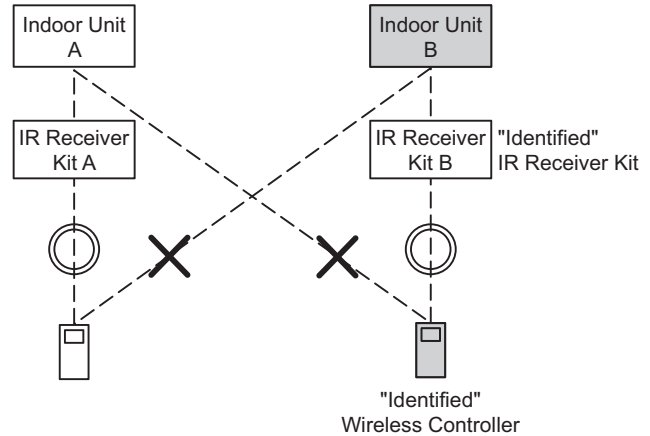 Indoor Unit
A
Indoor Unit
B
IR Receiver
Kit A
IR Receiver
Kit B
"Identified"
IR Receiver Kit
"Identified"
Wireless Controller